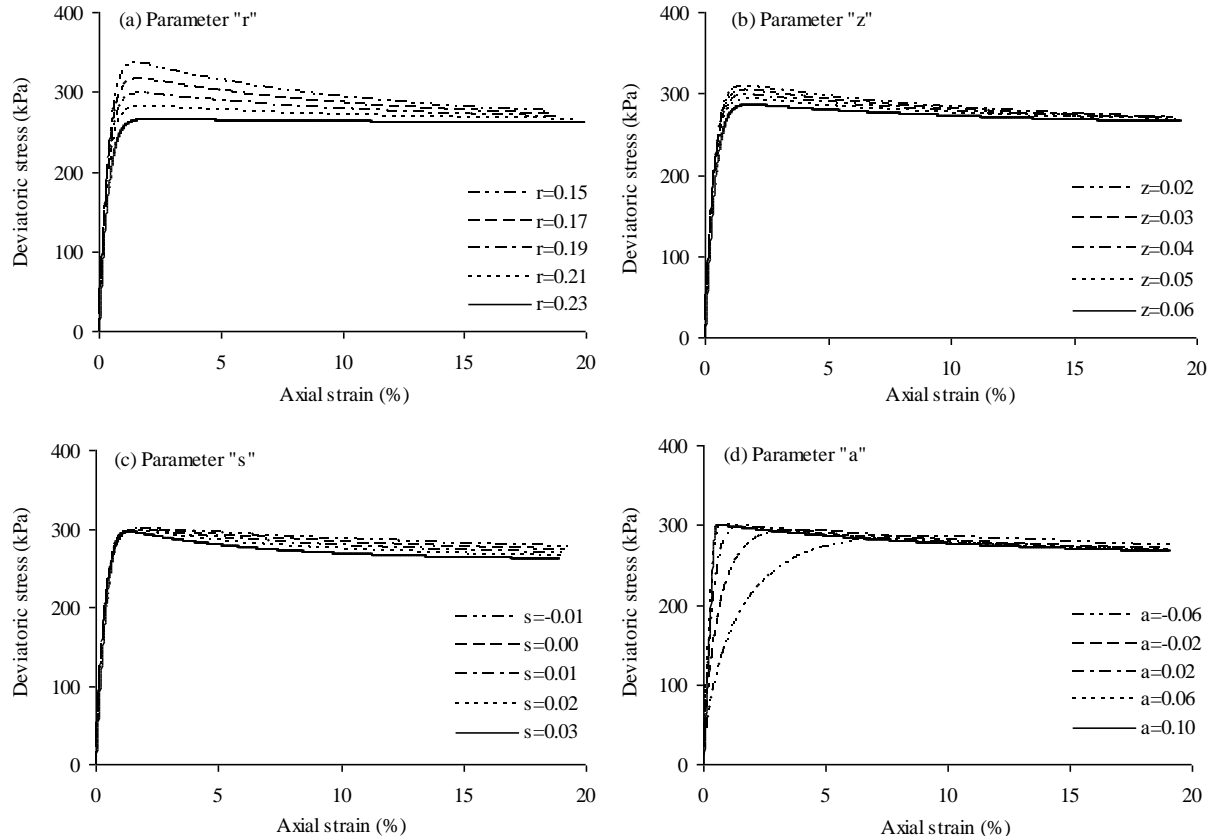 (a) Parameter "r"
400
300
200
100
0
Deviatoric stress (kPa)
r=0.15
r=0.17
r=0.19
r=0.21
r=0.23
0 5 10 15 20
Axial strain (%)
(b) Parameter "z"
400
300
200
100
0
Deviatoric stress (kPa)
z=0.02
z=0.03
z=0.04
z=0.05
z=0.06
0 5 10 15 20
Axial strain (%)
(c) Parameter "s"
400
300
200
100
0
Deviatoric stress (kPa)
s=-0.01
s=0.00
s=0.01
s=0.02
s=0.03
0 5 10 15 20
Axial strain (%)
(d) Parameter "a"
400
300
200
100
0
Deviatoric stress (kPa)
a=-0.06
a=-0.02
a=0.02
a=0.06
a=0.10
0 5 10 15 20
Axial strain (%)